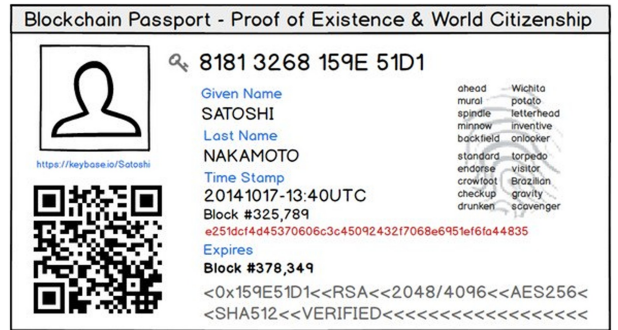 Blockchain Passport - Proof of Existence & World Citizenship
https://keybase.io/Satoshi
8181 3268 159E 51D1
Given Name
SATOSHI
Last Name
NAKAMOTO
Time Stamp
20141017-13:40UTC
Block #325,789
e251dcf4d45370606c3c45092432f7068e6951ef6fa44835
Expires
Block #378,349
ahead Wichita
mural potato
spindle letterhead
minnow inventive
backfield onlooker
standard torpedo
endorse visitor
crowfoot Brazilian
checkup gravity
drunken scavenger
<0x159E51D1<<RSA<<2048/4096<<AES256<
<SHA512<<VERIFIED<<<<<<<<<<<<<<<<<<